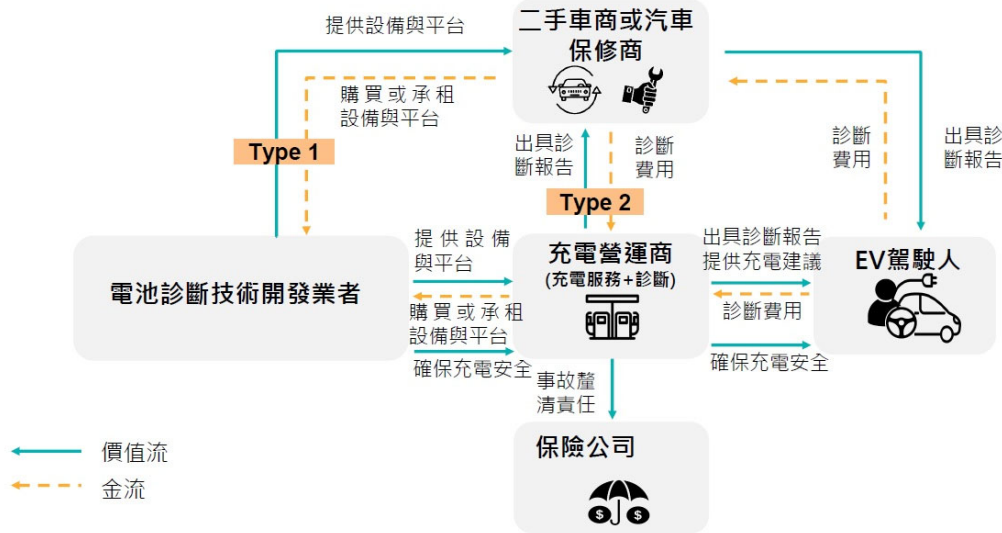 提供設備與平台
二手車商或汽車
保修商
購買或承租
設備與平台
Type 1
出具診
斷報告
診斷
費用
診斷
費用
出具診
斷報告
Type 2
電池診斷技術開發業者
提供設備
與平台
購買或承租
設備與平台
確保充電安全
充電營運商
(充電服務+診斷)
出具診斷報告
提供充電建議
診斷費用
確保充電安全
EV駕駛人
事故釐
清責任
保險公司
$ $
價值流
金流